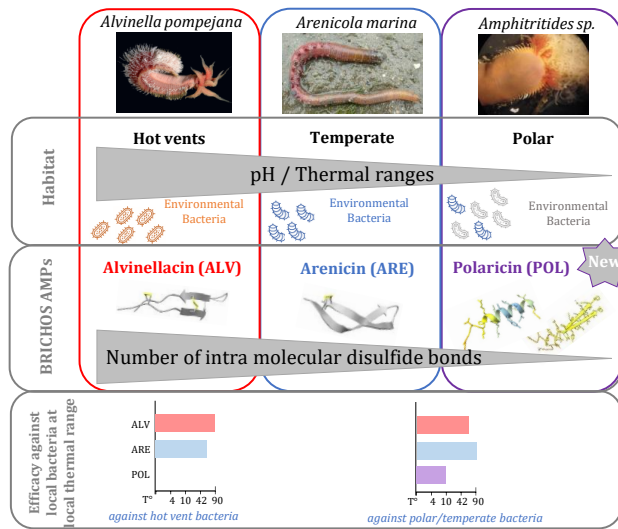 Alvinella pompejana
Arenicola marina
Amphitritides sp.
Habitat
Hot vents
Temperate
Polar
pH / Thermal ranges
Environmental
Bacteria
Environmental
Bacteria
Environmental
Bacteria
BRICHOS AMPs
Alvinellacin (ALV)
Arenicin (ARE)
Polaricin (POL)
New
Number of intra molecular disulfide bonds
Efficacy against
local bacteria at
local thermal range
ALV
ARE
POL
T° 4 10 42 90
against hot vent bacteria
T° 4 10 42 90
against polar/temperate bacteria